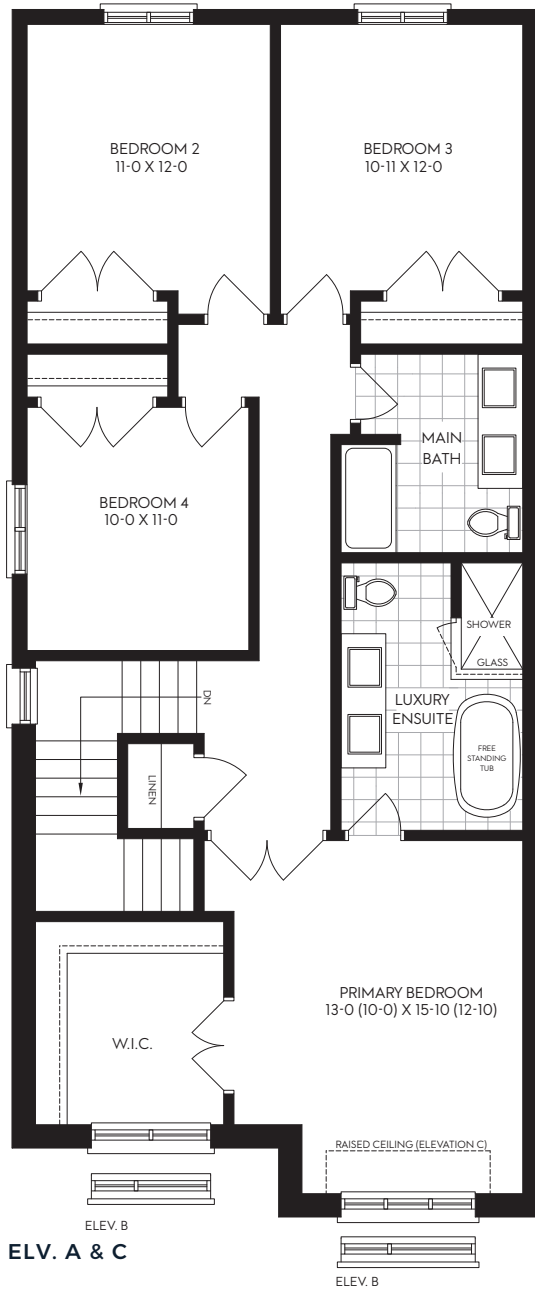 BEDROOM 2
11-0 X 12-0
BEDROOM 3
10-11 X 12-0
MAIN
BATH
BEDROOM 4
10-0 X 11-0
SHOWER
GLASS
DN
LUXURY
ENSUITE
FREE
STANDING
TUB
LINEN
PRIMARY BEDROOM
13-0 (10-0) X 15-10 (12-10)
W.I.C.
RAISED CEILING (ELEVATION C)
ELEV. B
ELV. A & C
ELEV. B